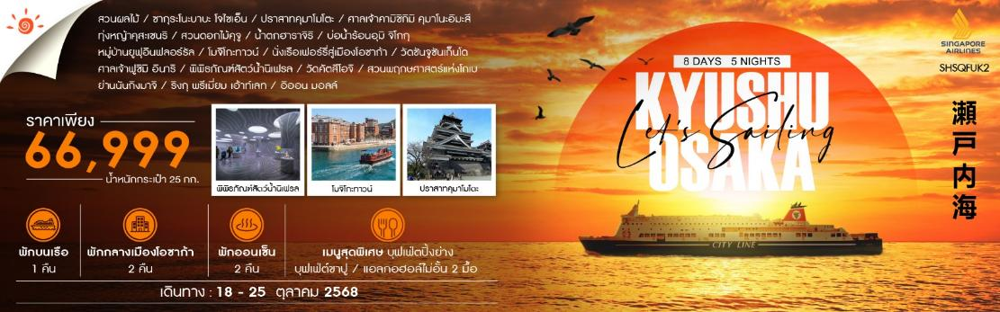 สวนผลไม้ / ซากุระโนะบาบะ โจไซเอ็น / ปราสาทคุมาโมโตะ / ศาลเจ้าคามิชิกิมิ คุมาโนะอิมะสึ
ทุ่งหญ้าคุสะเซนริ / สวนดอกไม้คุจู / น้ำตกฮาราจิริ / บ่อน้ำร้อนอุมิ จิโกกุ
หมู่บ้านยูฟุอินฟลอร์รัล / โมจิโกะทาวน์ / นั่งเรือเฟอร์รี่สู่เมืองโอซาก้า / วัดชินจูชันเก็นโด
ศาลเจ้าฟูชิมิ อินาริ / พิพิธภัณฑ์สัตว์น้ำนิเฟรล / วัดคัตสึโอจิ / สวนพฤกษศาสตร์แห่งโกเบ
ย่านนันกิงมาจิ / ริงกุ พรีเมี่ยม เอ้าท์เลท / อิออน มอลล์
ราคาเพียง
66,999
น้ำหนักกระเป๋า 25 กก.
พิพิธภัณฑ์สัตว์น้ำนิเฟรล
โมจิโกะทาวน์
ปราสาทคุมาโมโตะ
พักบนเรือ
1 คืน
พักกลางเมืองโอซาก้า
2 คืน
พักออนเซ็น
2 คืน
เมนูสุดพิเศษ บุฟเฟ่ต์ปิ้งย่าง
บุฟเฟ่ต์ขาปู / แอลกอฮอล์ไม่อั้น 2 มื้อ
เดินทาง : 18 - 25 ตุลาคม 2568
8 DAYS 5 NIGHTS
KYUSHU
Let's Sailing
OSAKA
CITY LINE
SINGAPORE
AIRLINES
SHSQFUK2
瀬戸内海